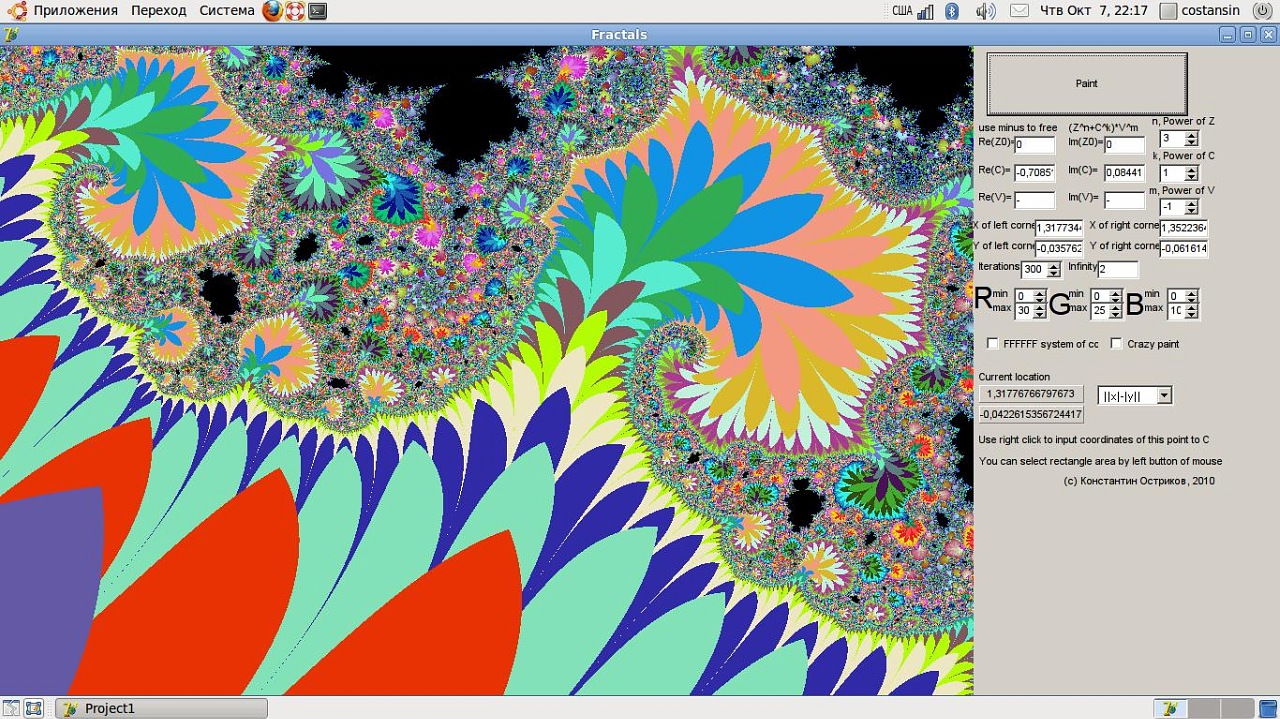 Приложения Переход Система США Чтв Окт 7, 22:17 costansin
Fractals
Paint
use minus to free (Z^n+C^k)*V^m n, Power of Z
Re(Z0)= 0 Im(Z0)= 0 3
k, Power of C
Re(C)= -0,7085 Im(C)= 0,08441 1
m, Power of V
Re(V)= - Im(V)= - -1
X of left corne 1,3177344 X of right corne 1,3522364
Y of left corne -0,035762 Y of right corne -0,061614
Iterations 300 Infinity 2
R min 0 G min 0 B min 0
max 30 max 25 max 10
FFFFFF system of cc Crazy paint
Current location
1,31776766797673 ||x|-|y||
-0,0422615356724417
Use right click to input coordinates of this point to C
You can select rectangle area by left button of mouse
(c) Константин Остриков, 2010
Project1